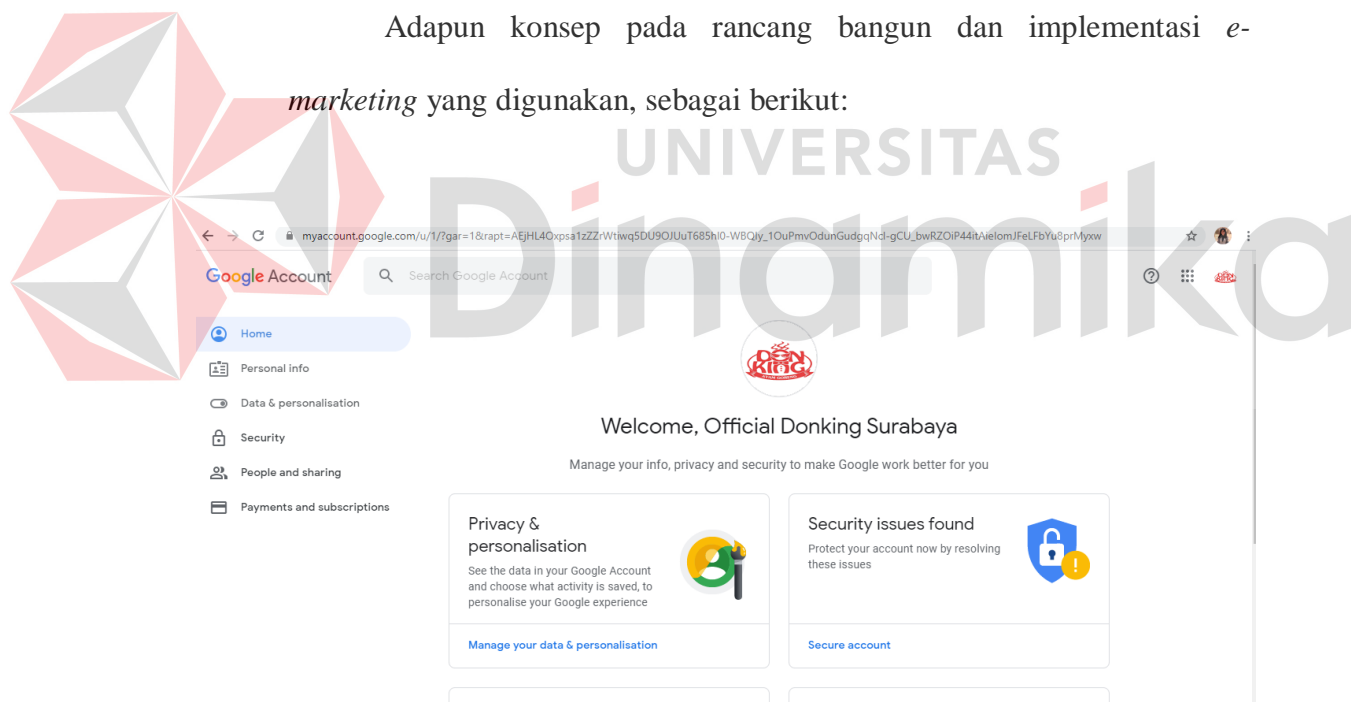 Adapun konsep pada rancang bangun dan implementasi e-
marketing yang digunakan, sebagai berikut:
UNIVERSITAS
Dinamika
myaccount.google.com/u/1/?gar=1&rapt=
Google Account
Search Google Account
Home
Personal info
Data & personalisation
Security
People and sharing
Payments and subscriptions
DON
KING
Welcome, Official Donking Surabaya
Manage your info, privacy and security to make Google work better for you
Privacy &
personalisation
See the data in your Google Account
and choose what activity is saved, to
personalise your Google experience
Manage your data & personalisation
Security issues found
Protect your account now by resolving
these issues
Secure account